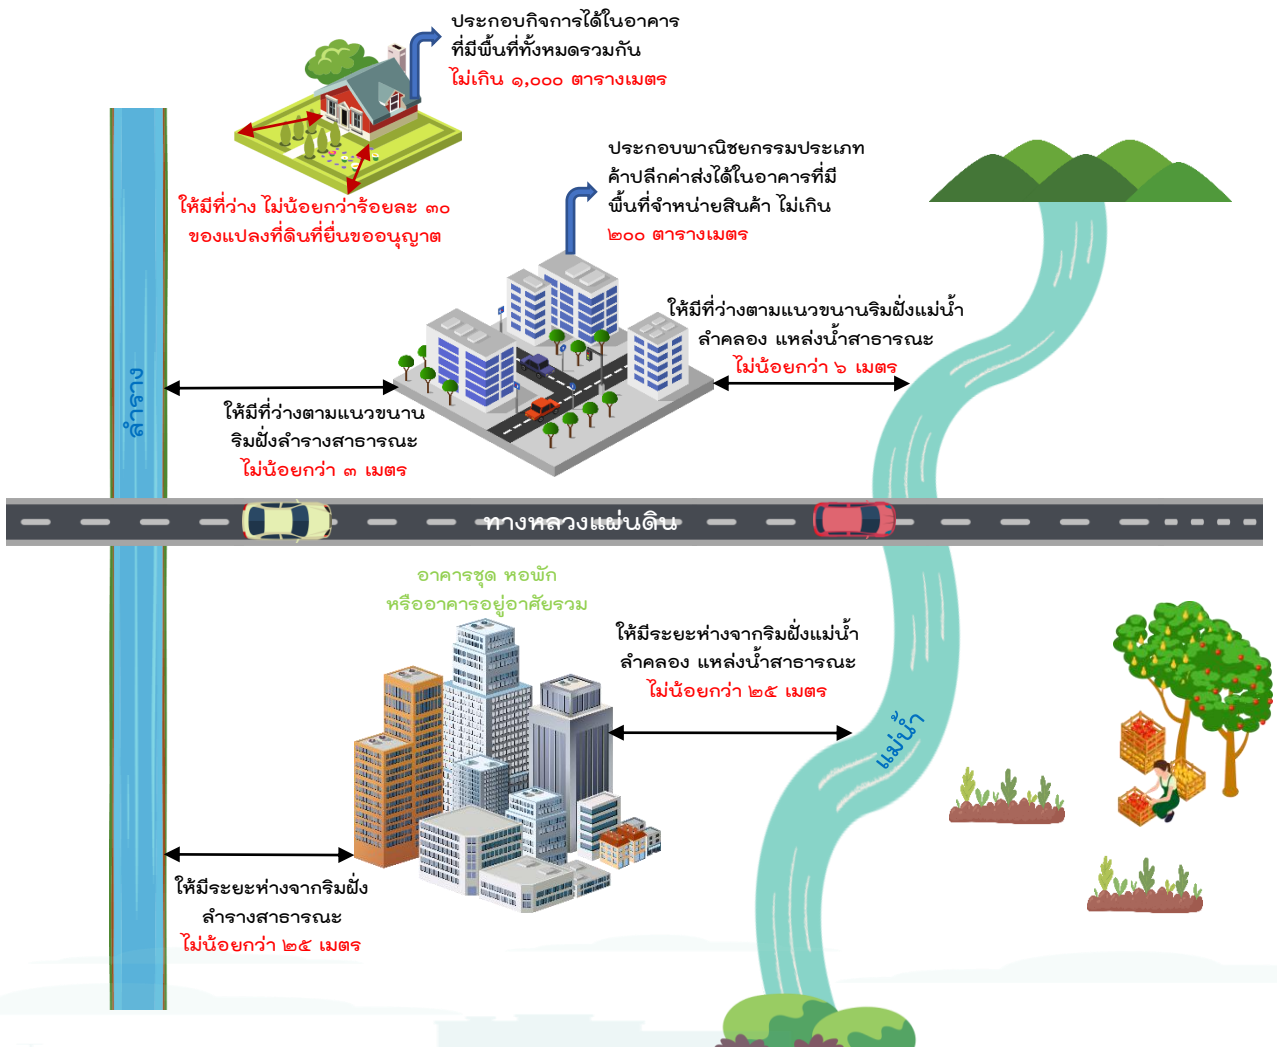 ประกอบกิจการได้ในอาคาร
ที่มีพื้นที่ทั้งหมดรวมกัน
ไม่เกิน ๑,๐๐๐ ตารางเมตร
ประกอบพาณิชยกรรมประเภท
ค้าปลีกค่าส่งได้ในอาคารที่มี
พื้นที่จำหน่ายสินค้า ไม่เกิน
๒๐๐ ตารางเมตร
ให้มีที่ว่าง ไม่น้อยกว่าร้อยละ ๓๐
ของแปลงที่ดินที่ยื่นขออนุญาต
ให้มีที่ว่างตามแนวขนานริมฝั่งแม่น้ำ
ลำคลอง แหล่งน้ำสาธารณะ
ไม่น้อยกว่า ๖ เมตร
ลำราง
ให้มีที่ว่างตามแนวขนาน
ริมฝั่งลำรางสาธารณะ
ไม่น้อยกว่า ๓ เมตร
ทางหลวงแผ่นดิน
อาคารชุด หอพัก
หรืออาคารอยู่อาศัยรวม
ให้มีระยะห่างจากริมฝั่งแม่น้ำ
ลำคลอง แหล่งน้ำสาธารณะ
ไม่น้อยกว่า ๒๕ เมตร
แม่น้ำ
ให้มีระยะห่างจากริมฝั่ง
ลำรางสาธารณะ
ไม่น้อยกว่า ๒๕ เมตร